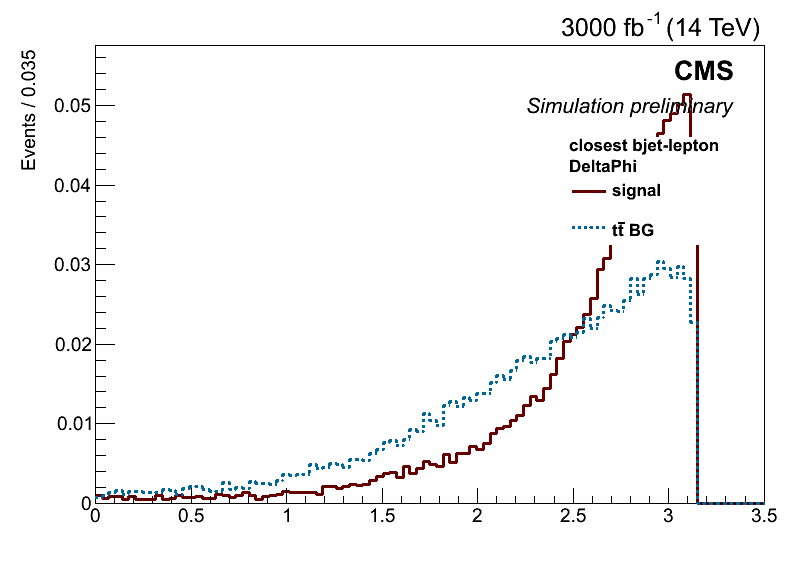 3000 fb-1 (14 TeV)
CMS
Simulation preliminary
Events / 0.035
closest bjet-lepton
DeltaPhi
signal
tt̄ BG
0.05
0.04
0.03
0.02
0.01
0
0 0.5 1 1.5 2 2.5 3 3.5